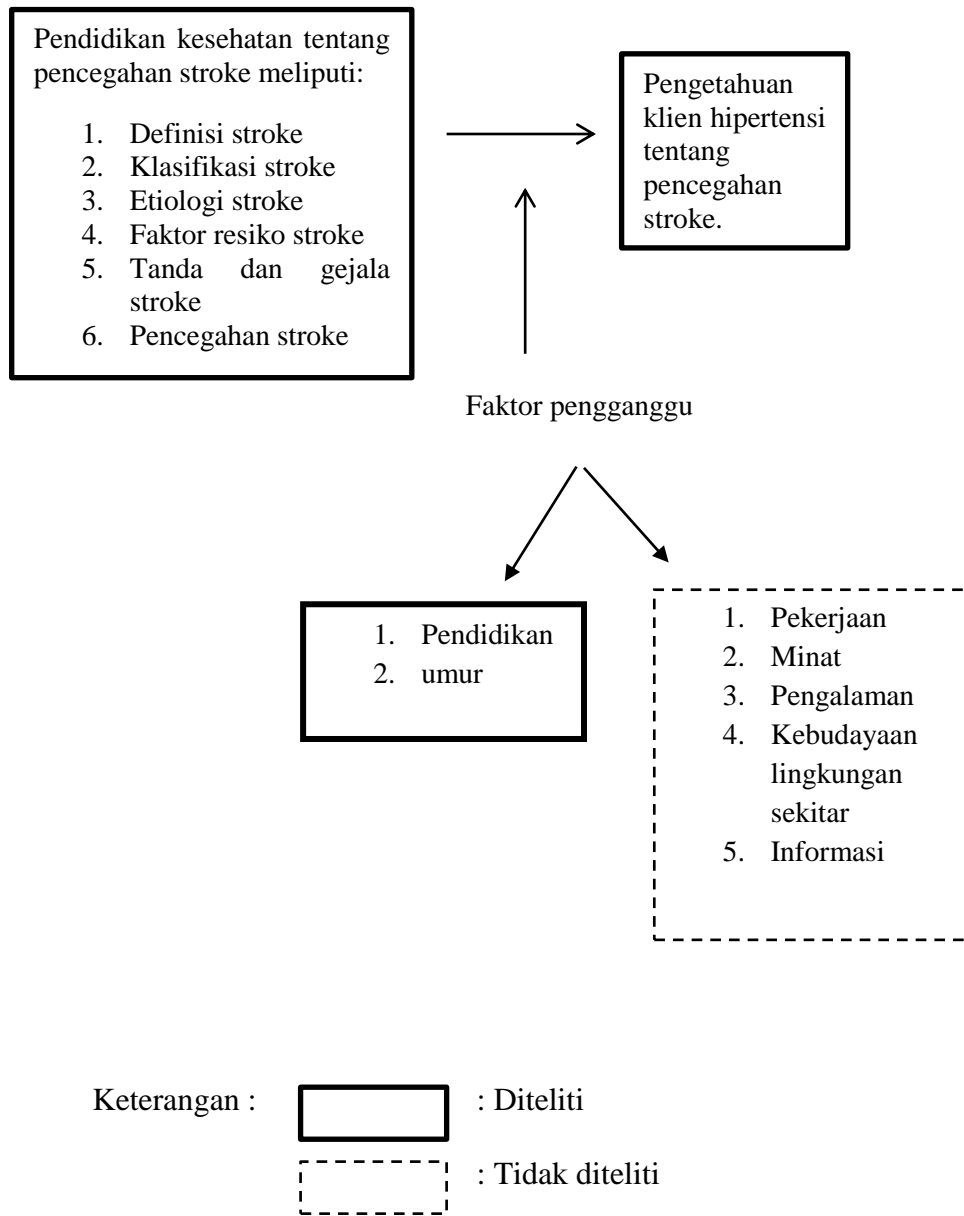 Pendidikan kesehatan tentang
pencegahan stroke meliputi:
1. Definisi stroke
2. Klasifikasi stroke
3. Etiologi stroke
4. Faktor resiko stroke
5. Tanda dan gejala
stroke
6. Pencegahan stroke
Pengetahuan
klien hipertensi
tentang
pencegahan
stroke.
Faktor pengganggu
1. Pendidikan
2. umur
1. Pekerjaan
2. Minat
3. Pengalaman
4. Kebudayaan
lingkungan
sekitar
5. Informasi
Keterangan :
: Diteliti
: Tidak diteliti